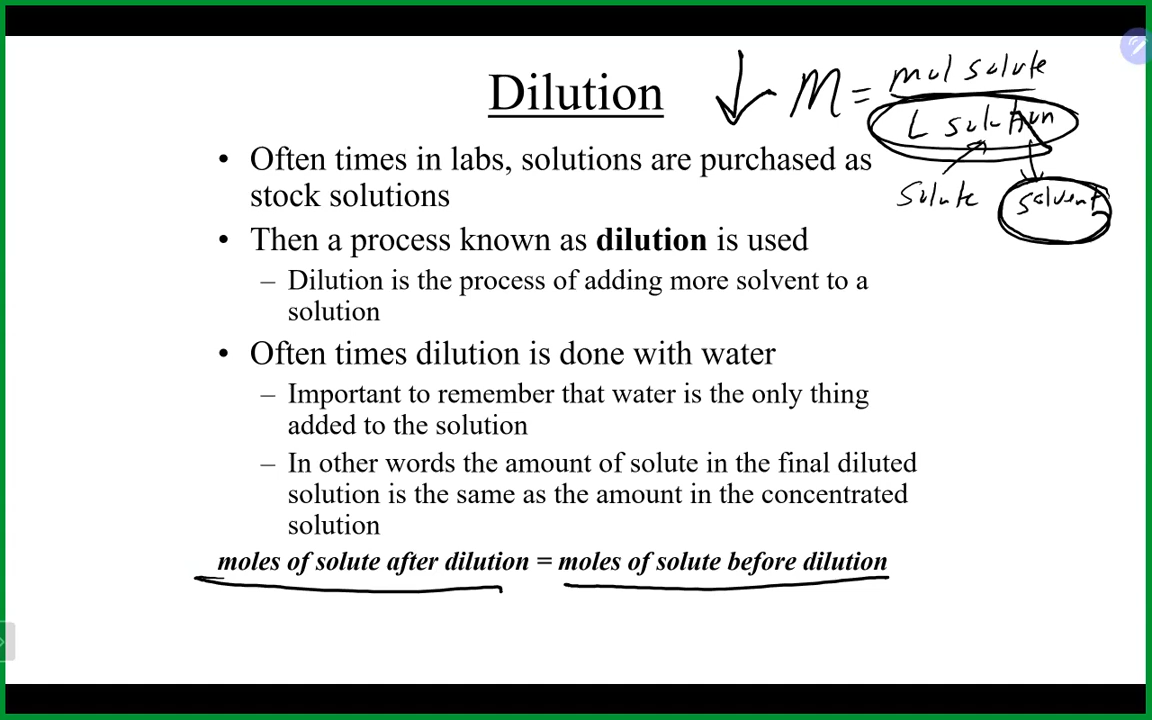 Dilution
M = mol solute
L solution
solute
solvent
• Often times in labs, solutions are purchased as
stock solutions
• Then a process known as dilution is used
– Dilution is the process of adding more solvent to a
solution
• Often times dilution is done with water
– Important to remember that water is the only thing
added to the solution
– In other words the amount of solute in the final diluted
solution is the same as the amount in the concentrated
solution
moles of solute after dilution = moles of solute before dilution